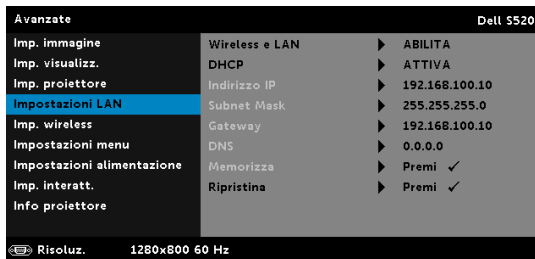 Avanzate Dell S520
Imp. immagine Wireless e LAN ABILITA
Imp. visualizz. DHCP ATTIVA
Imp. proiettore Indirizzo IP 192.168.100.10
Impostazioni LAN Subnet Mask 255.255.255.0
Imp. wireless Gateway 192.168.100.10
Impostazioni menu DNS 0.0.0.0
Impostazioni alimentazione Memorizza Premi ✓
Imp. interatt. Ripristina Premi ✓
Info proiettore
Risoluz. 1280x800 60 Hz